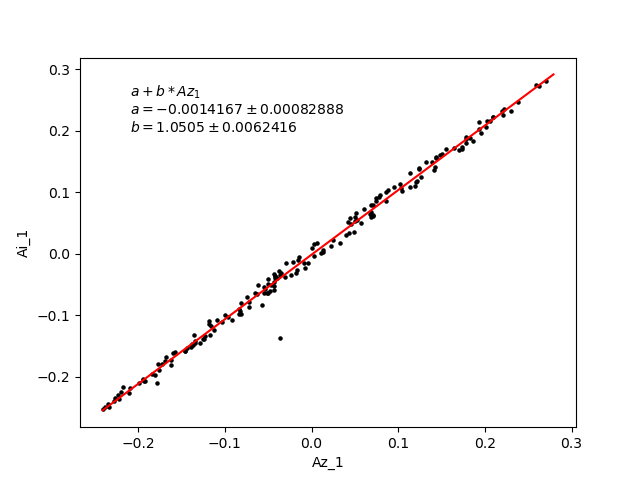 a + b * Az₁
a = −0.0014167 ± 0.00082888
b = 1.0505 ± 0.0062416
Ai_1
0.3
0.2
0.1
0.0
−0.1
−0.2
−0.2 −0.1 0.0 0.1 0.2 0.3
Az_1